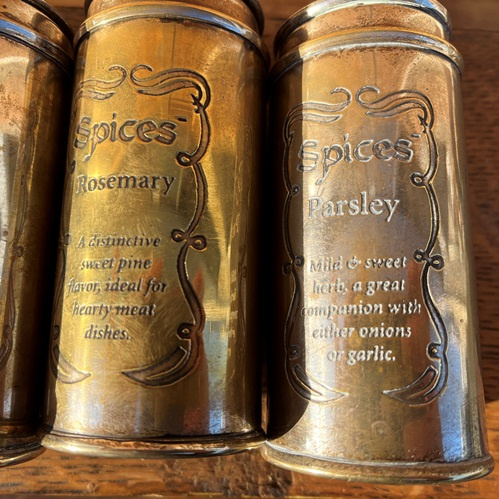 Spices
Rosemary
A distinctive
sweet pine
flavor, ideal for
hearty meat
dishes.
Spices
Parsley
Mild & sweet
herb, a great
companion with
either onions
or garlic.